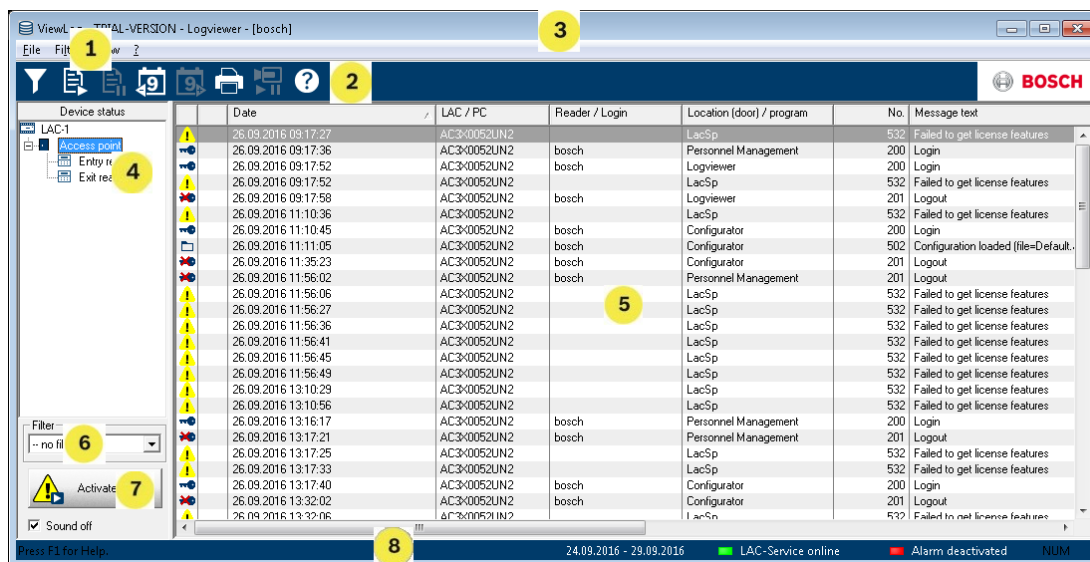 ViewLo TRIAL-VERSION - Logviewer - [bosch]
3
File Filt w ?
1
9 9 ? 2
BOSCH
Device status
LAC-1
Access point
Entry re
Exit rea
4
Date LAC / PC Reader / Login Location (door) / program No. Message text
26.09.2016 09:17:27 AC3X0052UN2 LacSp 532 Failed to get license features
26.09.2016 09:17:36 AC3X0052UN2 bosch Personnel Management 200 Login
26.09.2016 09:17:52 AC3X0052UN2 bosch Logviewer 200 Login
26.09.2016 09:17:52 AC3X0052UN2 LacSp 532 Failed to get license features
26.09.2016 09:17:58 AC3X0052UN2 bosch Logviewer 201 Logout
26.09.2016 11:10:36 AC3X0052UN2 LacSp 532 Failed to get license features
26.09.2016 11:10:45 AC3X0052UN2 bosch Configurator 200 Login
26.09.2016 11:11:05 AC3X0052UN2 bosch Configurator 502 Configuration loaded (file=Default.
26.09.2016 11:35:23 AC3X0052UN2 bosch Configurator 201 Logout
26.09.2016 11:56:02 AC3X0052UN2 bosch Personnel Management 201 Logout
26.09.2016 11:56:06 AC3X0052UN2 LacSp 532 Failed to get license features
26.09.2016 11:56:27 AC3X0052UN2 LacSp 532 Failed to get license features
5
26.09.2016 11:56:36 AC3X0052UN2 LacSp 532 Failed to get license features
26.09.2016 11:56:41 AC3X0052UN2 LacSp 532 Failed to get license features
26.09.2016 11:56:45 AC3X0052UN2 LacSp 532 Failed to get license features
26.09.2016 11:56:49 AC3X0052UN2 LacSp 532 Failed to get license features
26.09.2016 13:10:29 AC3X0052UN2 LacSp 532 Failed to get license features
26.09.2016 13:10:56 AC3X0052UN2 LacSp 532 Failed to get license features
26.09.2016 13:16:17 AC3X0052UN2 bosch Personnel Management 200 Login
26.09.2016 13:17:21 AC3X0052UN2 bosch Personnel Management 201 Logout
26.09.2016 13:17:25 AC3X0052UN2 LacSp 532 Failed to get license features
26.09.2016 13:17:33 AC3X0052UN2 LacSp 532 Failed to get license features
26.09.2016 13:17:40 AC3X0052UN2 bosch Configurator 200 Login
26.09.2016 13:32:02 AC3X0052UN2 bosch Configurator 201 Logout
26.09.2016 13:32:06 AC3X0052UN2 LacSp 532 Failed to get license features
Filter
-- no fil
6
Activate
7
Sound off
8
Press F1 for Help. 24.09.2016 - 29.09.2016 LAC-Service online Alarm deactivated NUM